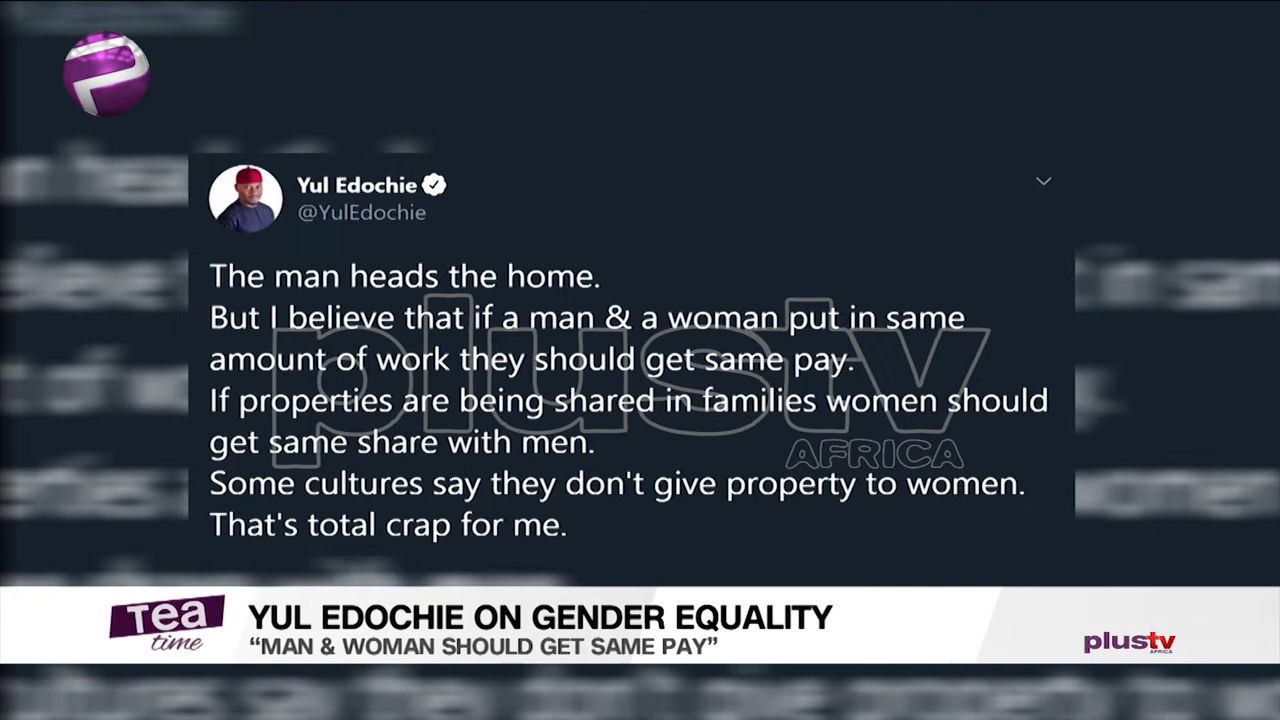 Yul Edochie
@YulEdochie
The man heads the home.
But I believe that if a man & a woman put in same
amount of work they should get same pay.
If properties are being shared in families women should
get same share with men.
Some cultures say they don't give property to women.
That's total crap for me.
plustv
AFRICA
Tea
time
YUL EDOCHIE ON GENDER EQUALITY
“MAN & WOMAN SHOULD GET SAME PAY”
plustv
AFRICA